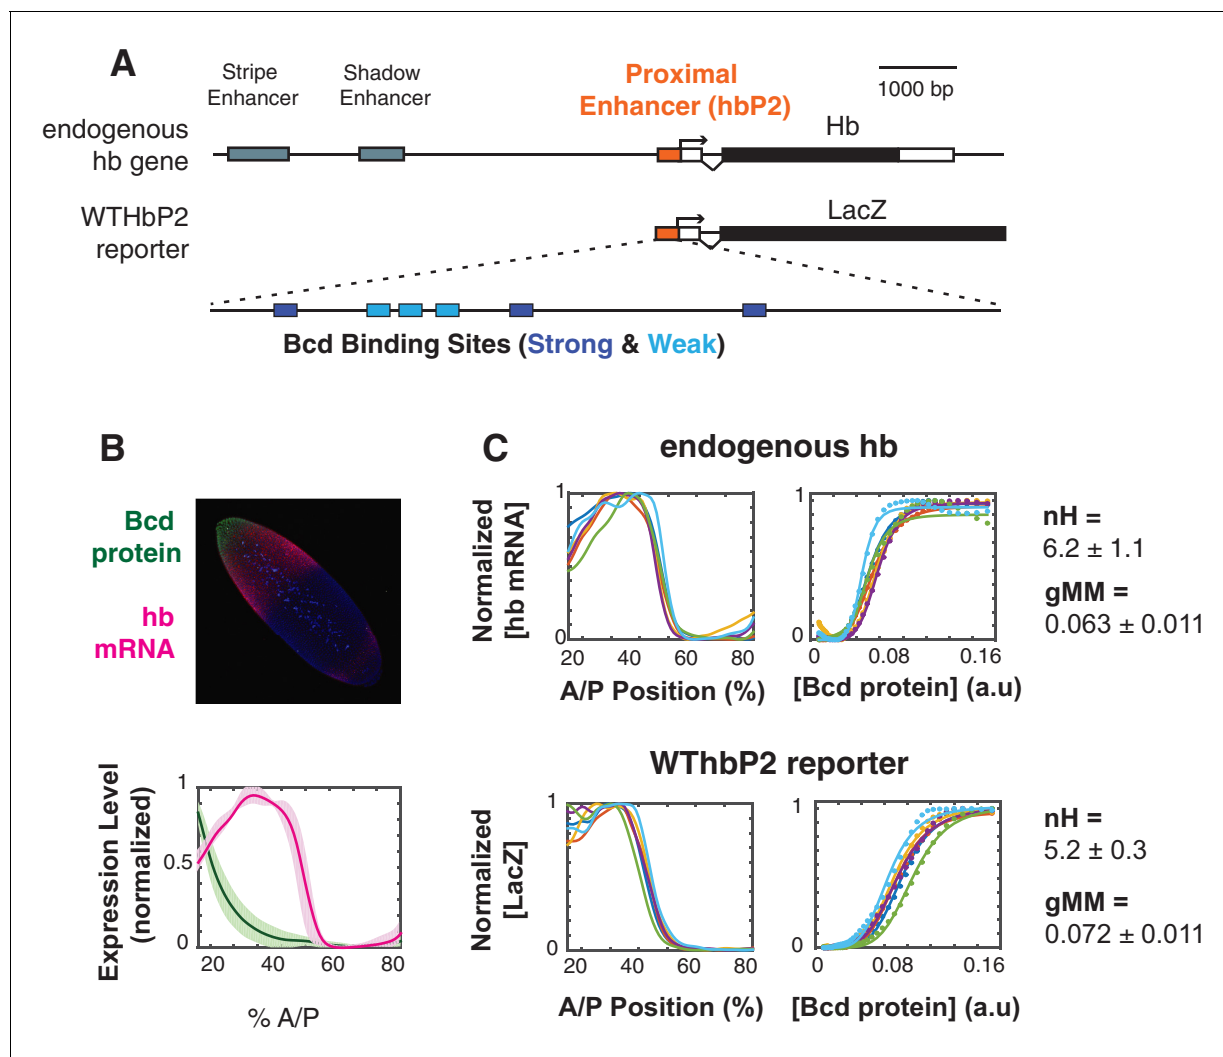 A
Stripe
Enhancer
Shadow
Enhancer
Proximal
Enhancer (hbP2)
1000 bp
endogenous
hb gene
Hb
WTHbP2
reporter
LacZ
Bcd Binding Sites (Strong & Weak)
B
Bcd
protein
hb
mRNA
Expression Level
(normalized)
1
0.5
0
20 40 60 80
% A/P
C
endogenous hb
Normalized
[hb mRNA]
1
0
20 40 60 80
A/P Position (%)
1
0
0 0.08 0.16
[Bcd protein] (a.u)
nH =
6.2 ± 1.1
gMM =
0.063 ± 0.011
WThbP2 reporter
Normalized
[LacZ]
1
0
20 40 60 80
A/P Position (%)
1
0
0 0.08 0.16
[Bcd protein] (a.u)
nH =
5.2 ± 0.3
gMM =
0.072 ± 0.011